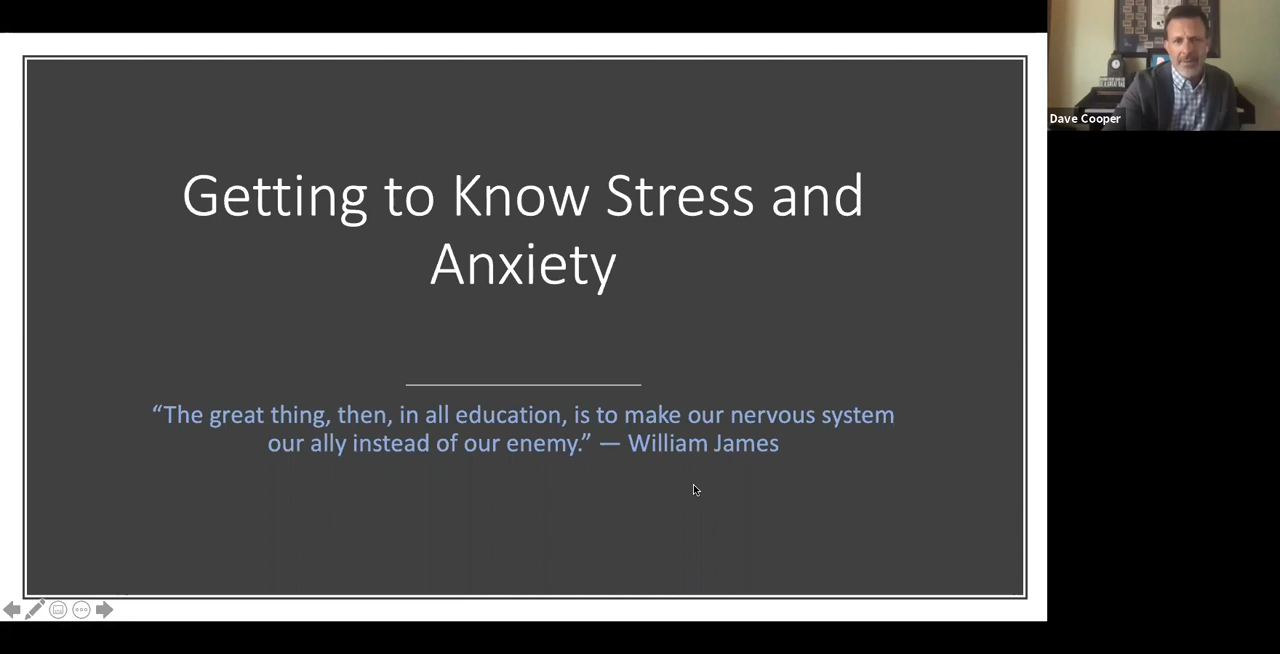 Getting to Know Stress and
Anxiety
“The great thing, then, in all education, is to make our nervous system
our ally instead of our enemy.” — William James
Dave Cooper